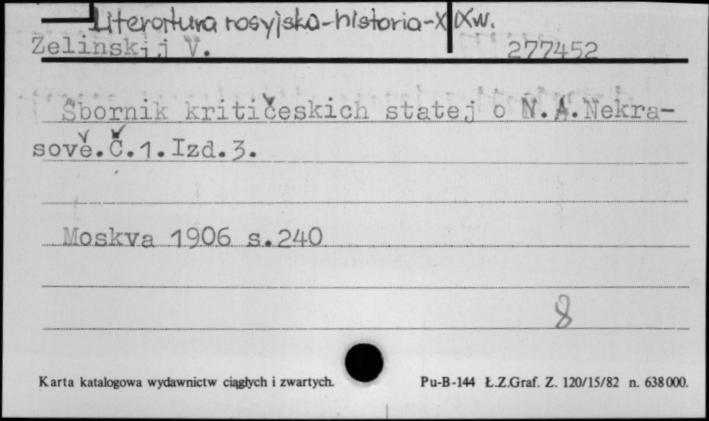 Literatura rosyjska-historia-XIXw.
Zelinskij V. 277452
Sbornik kritičeskich statej o N.A.Nekra-
sově.Č.1.Izd.3.
Moskva 1906 s.240
8
Karta katalogowa wydawnictw ciągłych i zwartych. Pu-B-144 Ł.Z.Graf. Z. 120/15/82 n. 638000.